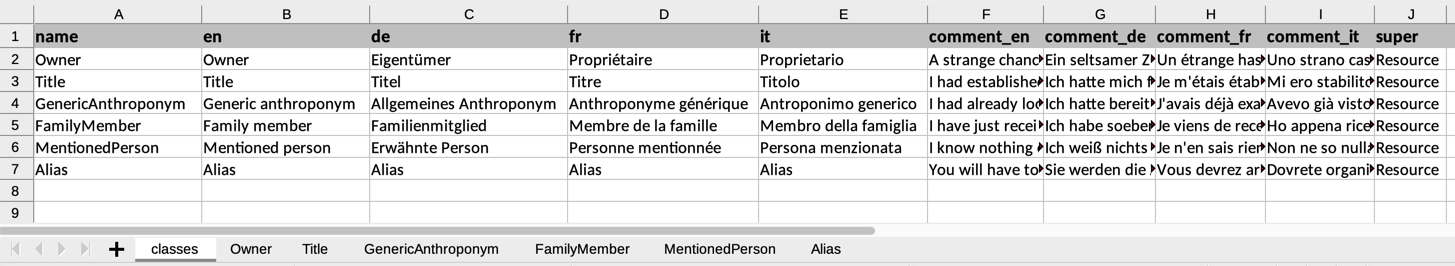 A B C D E F G H I J
1 name en de fr it comment_en comment_de comment_fr comment_it super
2 Owner Owner Eigentümer Propriétaire Proprietario A strange chanc Ein seltsamer Z Un étrange has Uno strano cas Resource
3 Title Title Titel Titre Titolo I had establishe Ich hatte mich f Je m'étais étab Mi ero stabilito Resource
4 GenericAnthroponym Generic anthroponym Allgemeines Anthroponym Anthroponyme générique Antroponimo generico I had already loo Ich hatte bereit J'avais déjà exa Avevo già visto Resource
5 FamilyMember Family member Familienmitglied Membre de la famille Membro della famiglia I have just recei Ich habe soebe Je viens de rece Ho appena rice Resource
6 MentionedPerson Mentioned person Erwähnte Person Personne mentionnée Persona menzionata I know nothing Ich weiß nichts Je n'en sais rien Non ne so null Resource
7 Alias Alias Alias Alias Alias You will have to Sie werden die Vous devrez ar Dovrete organi Resource
8
9
classes Owner Title GenericAnthroponym FamilyMember MentionedPerson Alias